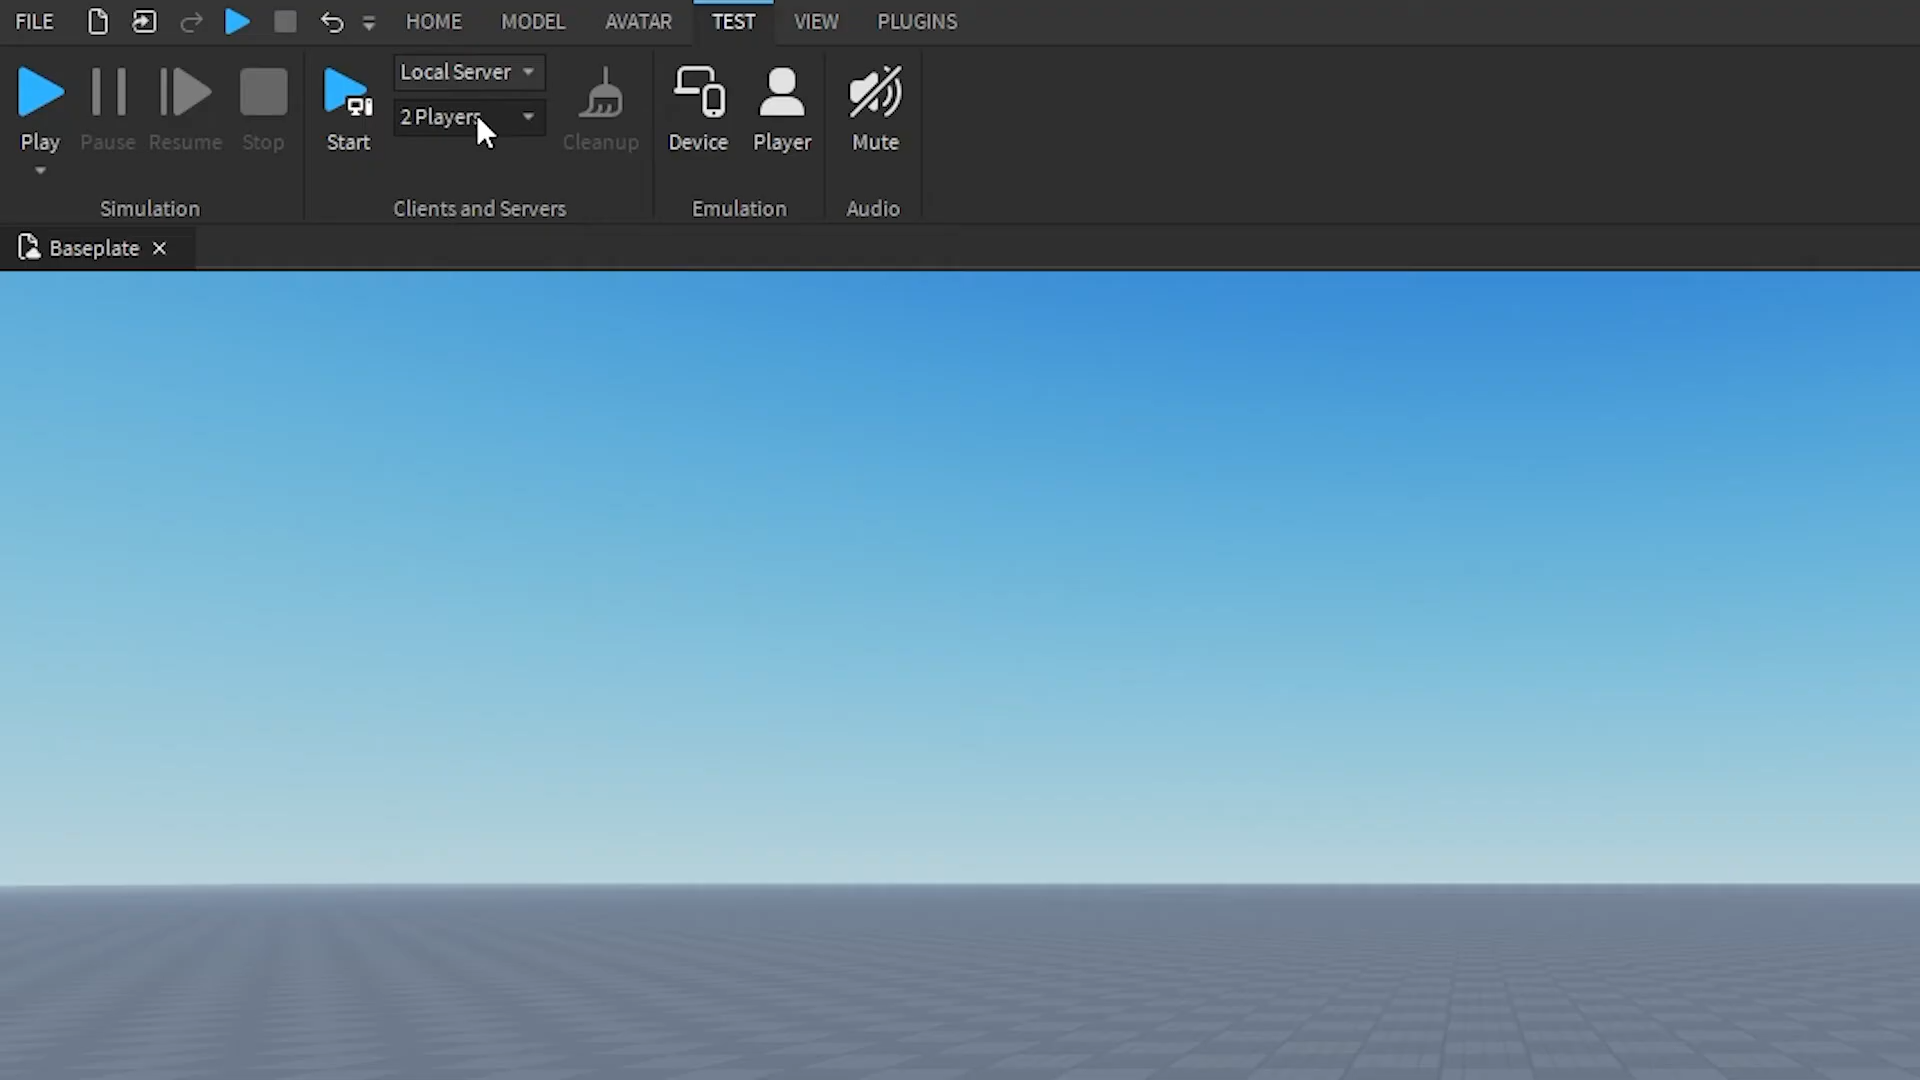 FILE HOME MODEL AVATAR TEST VIEW PLUGINS
Local Server
2 Players
Play Pause Resume Stop Start Cleanup Device Player Mute
Simulation Clients and Servers Emulation Audio
Baseplate